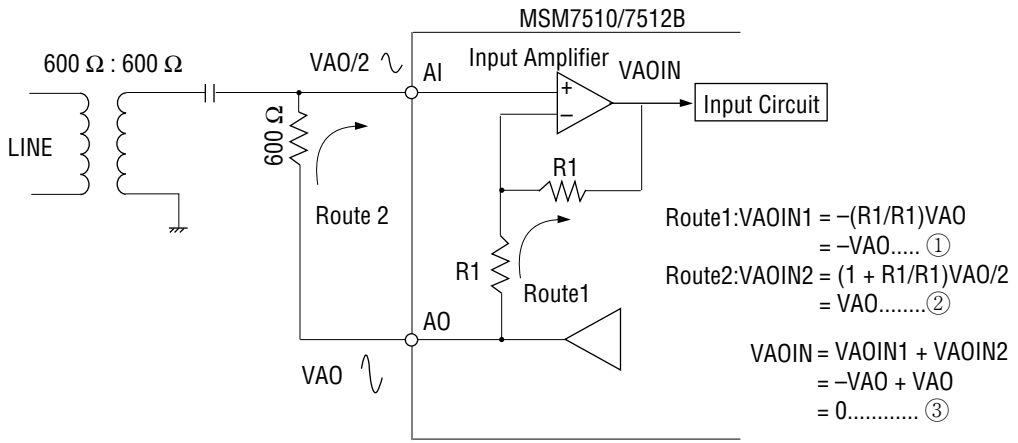 MSM7510/7512B
600 Ω : 600 Ω
VAO/2
AI
Input Amplifier
VAOIN
+
–
Input Circuit
LINE
600 Ω
Route 2
R1
R1
Route1
AO
VAO
Route1:VAOIN1 = –(R1/R1)VAO
= –VAO..... ①
Route2:VAOIN2 = (1 + R1/R1)VAO/2
= VAO........②
VAOIN = VAOIN1 + VAOIN2
= –VAO + VAO
= 0............ ③